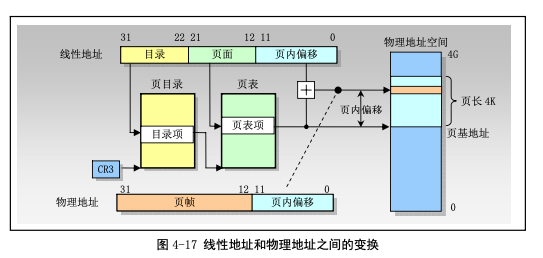 31 22 21 12 11 0
线性地址 目录 页面 页内偏移
物理地址空间
4G
页目录 页表
+
目录项 页表项
页内偏移
页长 4K
页基地址
CR3
31 12 11 0
物理地址 页帧 页内偏移
0
图 4-17 线性地址和物理地址之间的变换